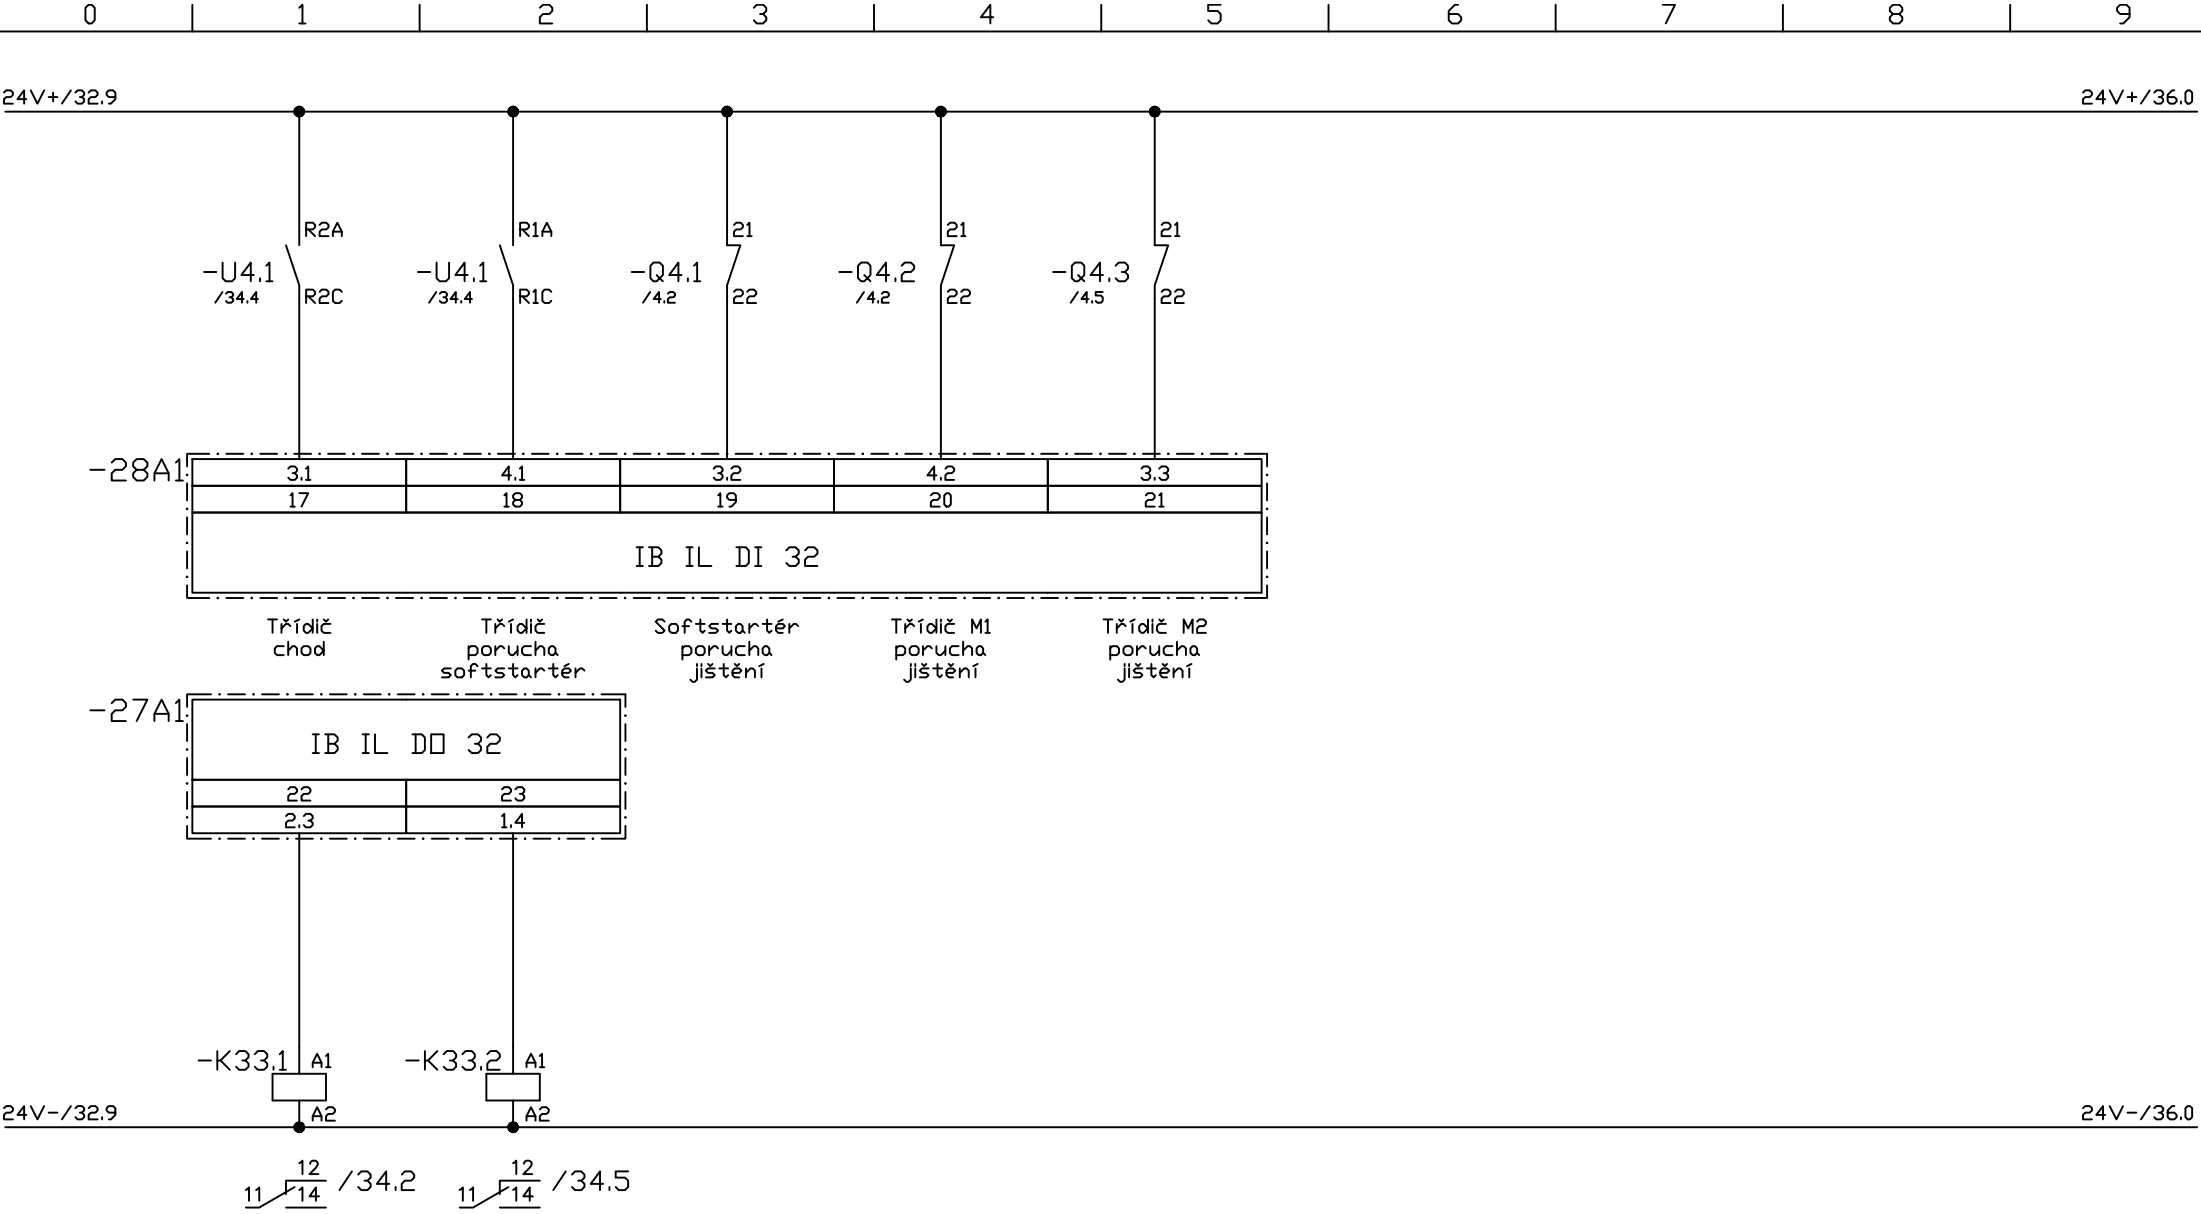 0 1 2 3 4 5 6 7 8 9
24V+/32.9 24V+/36.0
R2A R1A 21 21 21
-U4.1 -U4.1 -Q4.1 -Q4.2 -Q4.3
/34.4 R2C /34.4 R1C /4.2 22 /4.2 22 /4.5 22
-28A1 3.1 4.1 3.2 4.2 3.3
17 18 19 20 21
IB IL DI 32
Třídič Třídič Softstartér Třídič M1 Třídič M2
chod porucha porucha porucha porucha
softstartér jištění jištění jištění
-27A1
IB IL DO 32
22 23
2.3 1.4
-K33.1 A1 -K33.2 A1
24V-/32.9 A2 A2 24V-/36.0
12 /34.2 12 /34.5
11 14 11 14